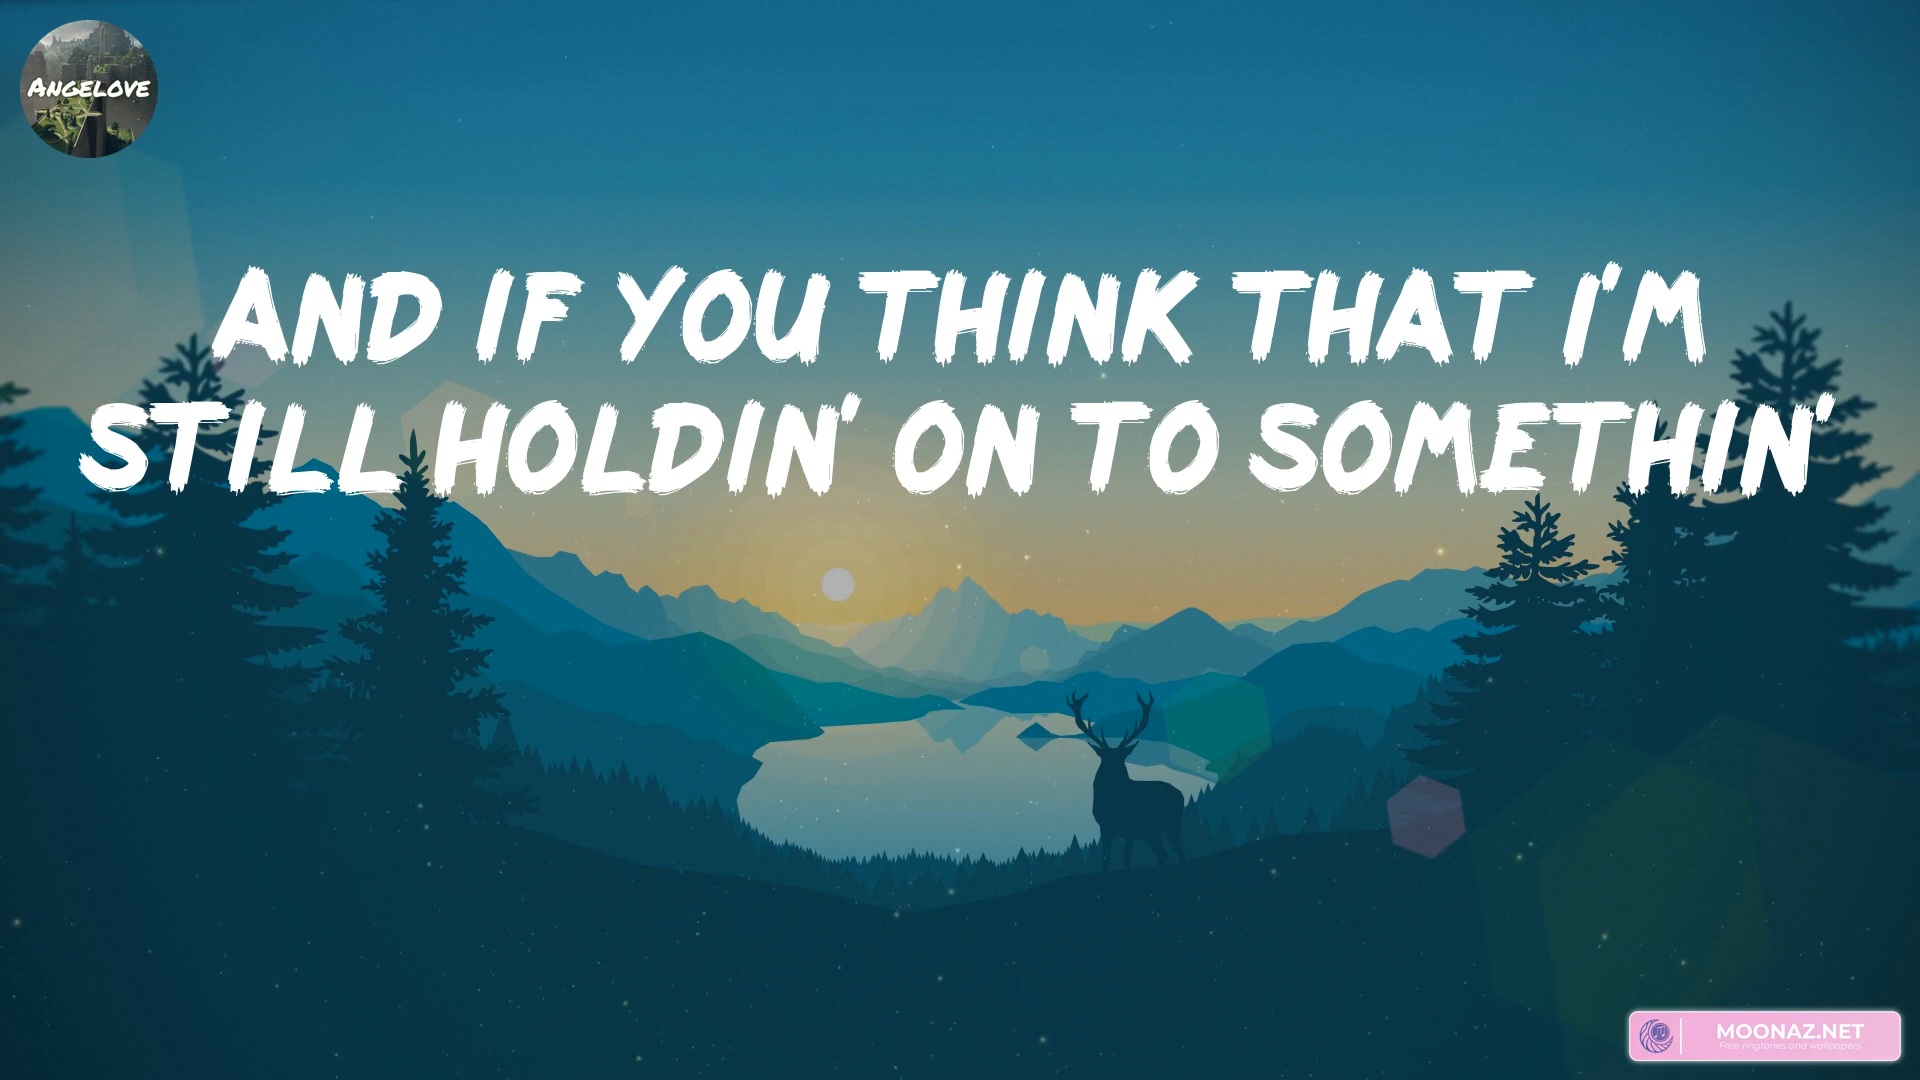 ANGELOVE
AND IF YOU THINK THAT I'M
STILL HOLDIN' ON TO SOMETHIN'
MOONAZ.NET
Free ringtones and wallpapers